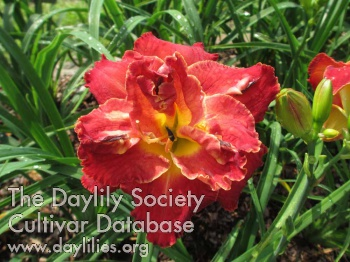 The Daylily Society
Cultivar Database
www.daylilies.org